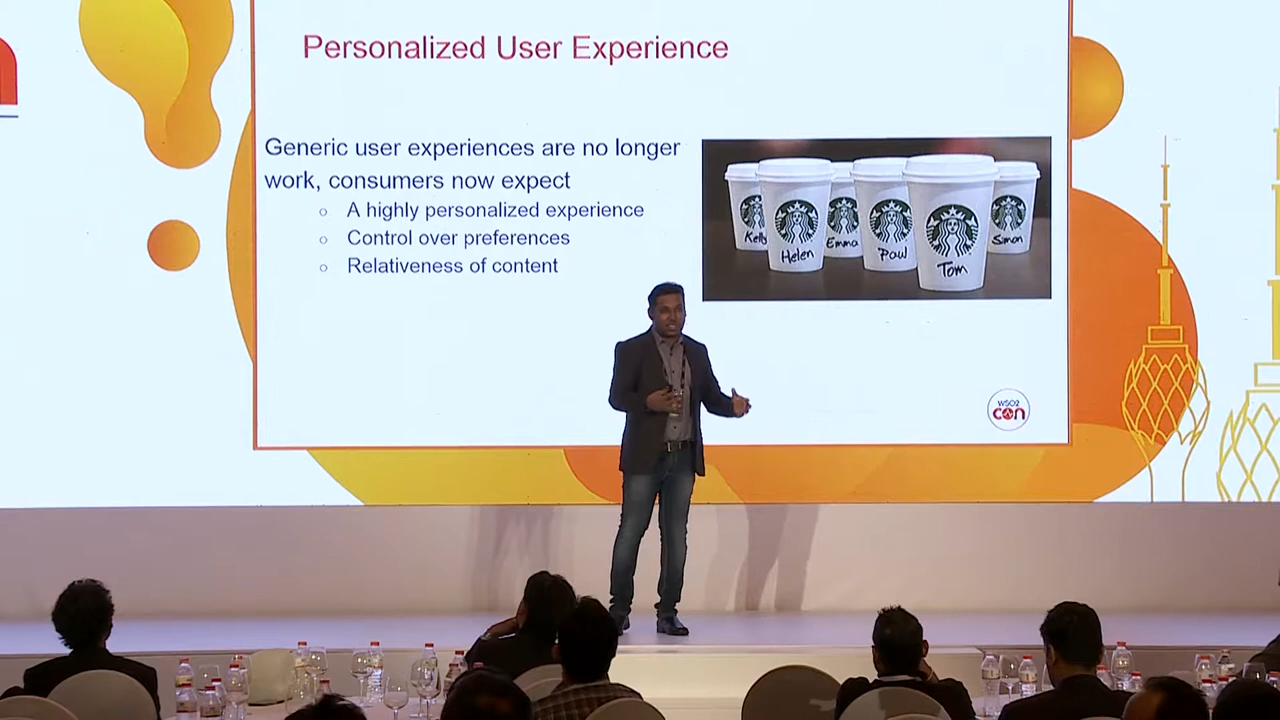 Personalized User Experience
Generic user experiences are no longer
work, consumers now expect
○ A highly personalized experience
○ Control over preferences
○ Relativeness of content
Kelly
Helen
Emma
Paul
Tom
Simon
WSO2
con